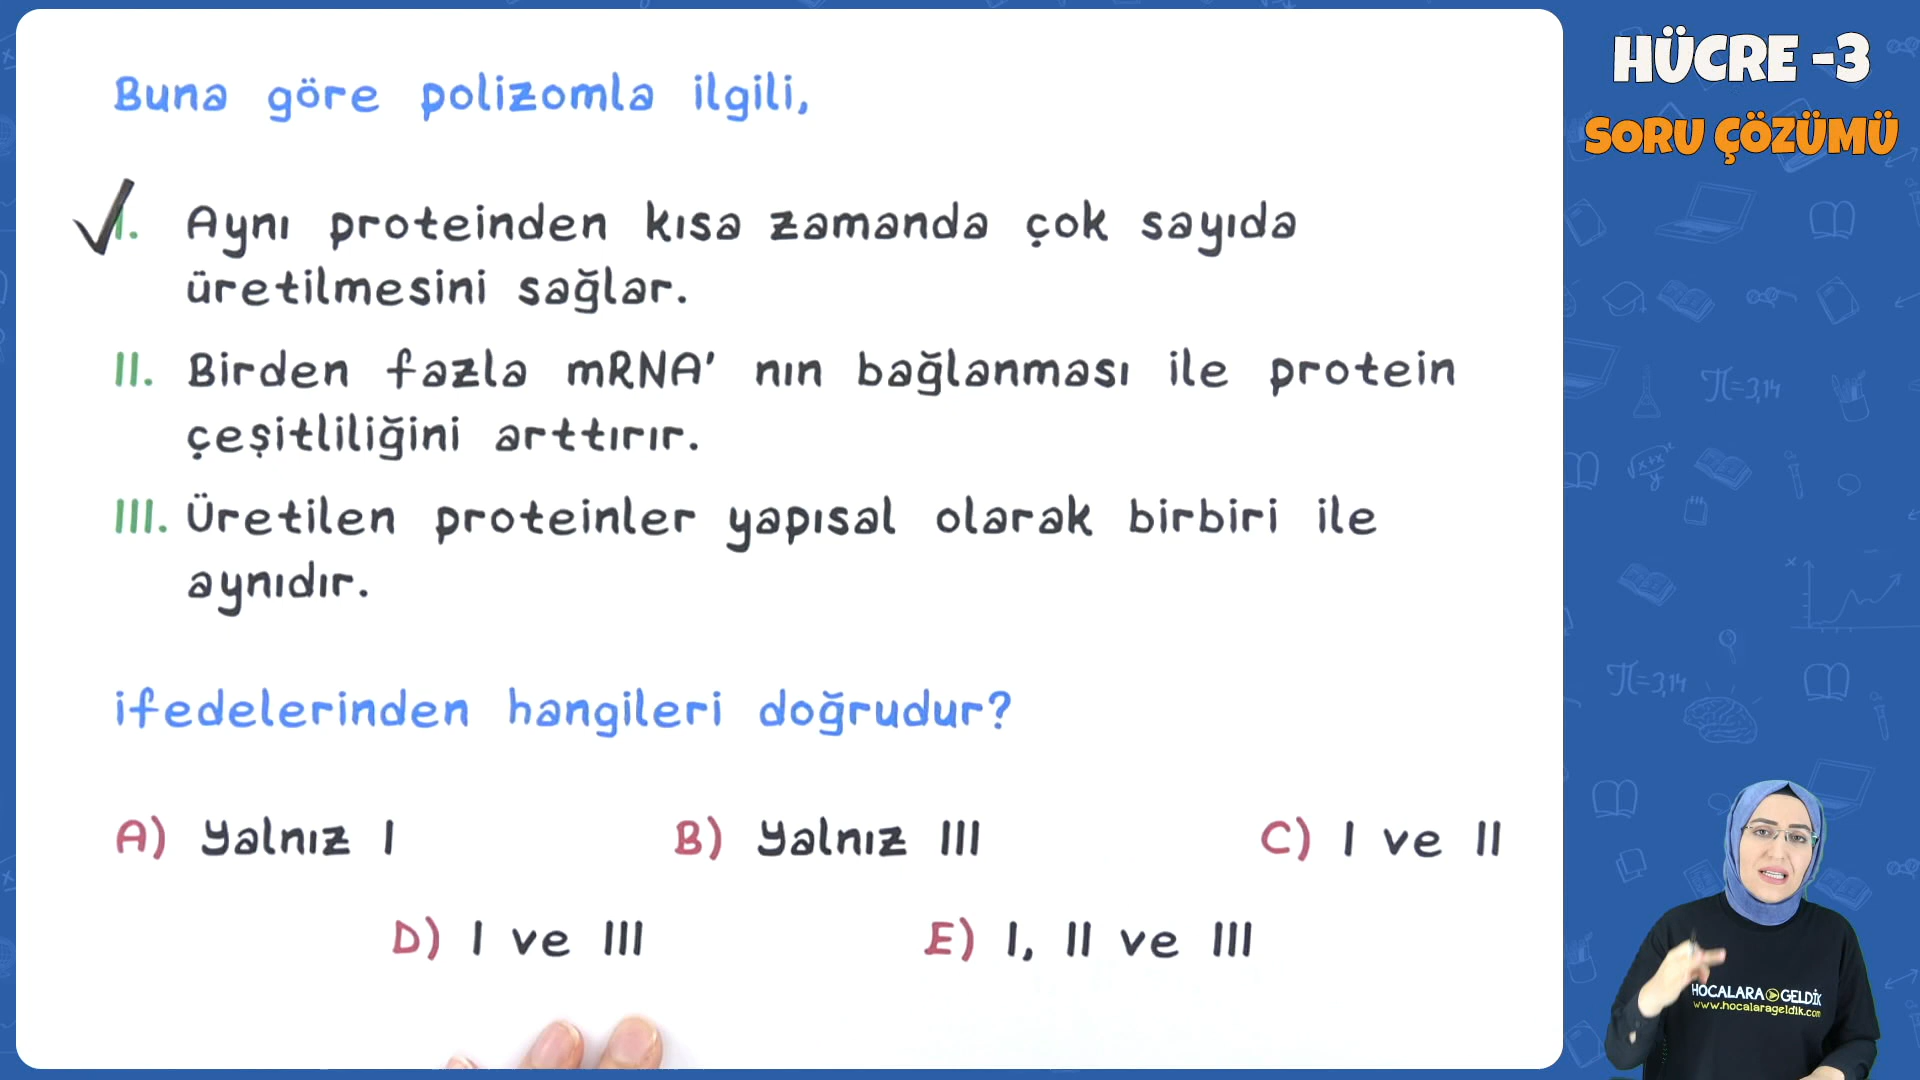 Buna göre polizomla ilgili,
I. Aynı proteinden kısa zamanda çok sayıda
üretilmesini sağlar.
II. Birden fazla mRNA' nın bağlanması ile protein
çeşitliliğini arttırır.
III. Üretilen proteinler yapısal olarak birbiri ile
aynıdır.
ifedelerinden hangileri doğrudur?
A) Yalnız I
B) Yalnız III
C) I ve II
D) I ve III
E) I, II ve III
HÜCRE -3
SORU ÇÖZÜMÜ
HOCALARA GELDİK
www.hocalarageldik.com